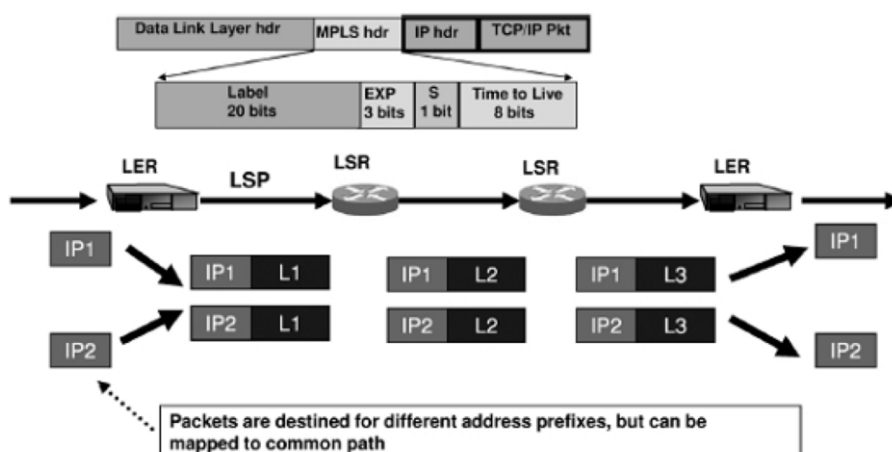 Data Link Layer hdr MPLS hdr IP hdr TCP/IP Pkt
Label EXP S Time to Live
20 bits 3 bits 1 bit 8 bits
LER LSP LSR LSR LER
IP1 IP1 L1 IP1 L2 IP1 L3 IP1
IP2 IP2 L1 IP2 L2 IP2 L3 IP2
Packets are destined for different address prefixes, but can be
mapped to common path